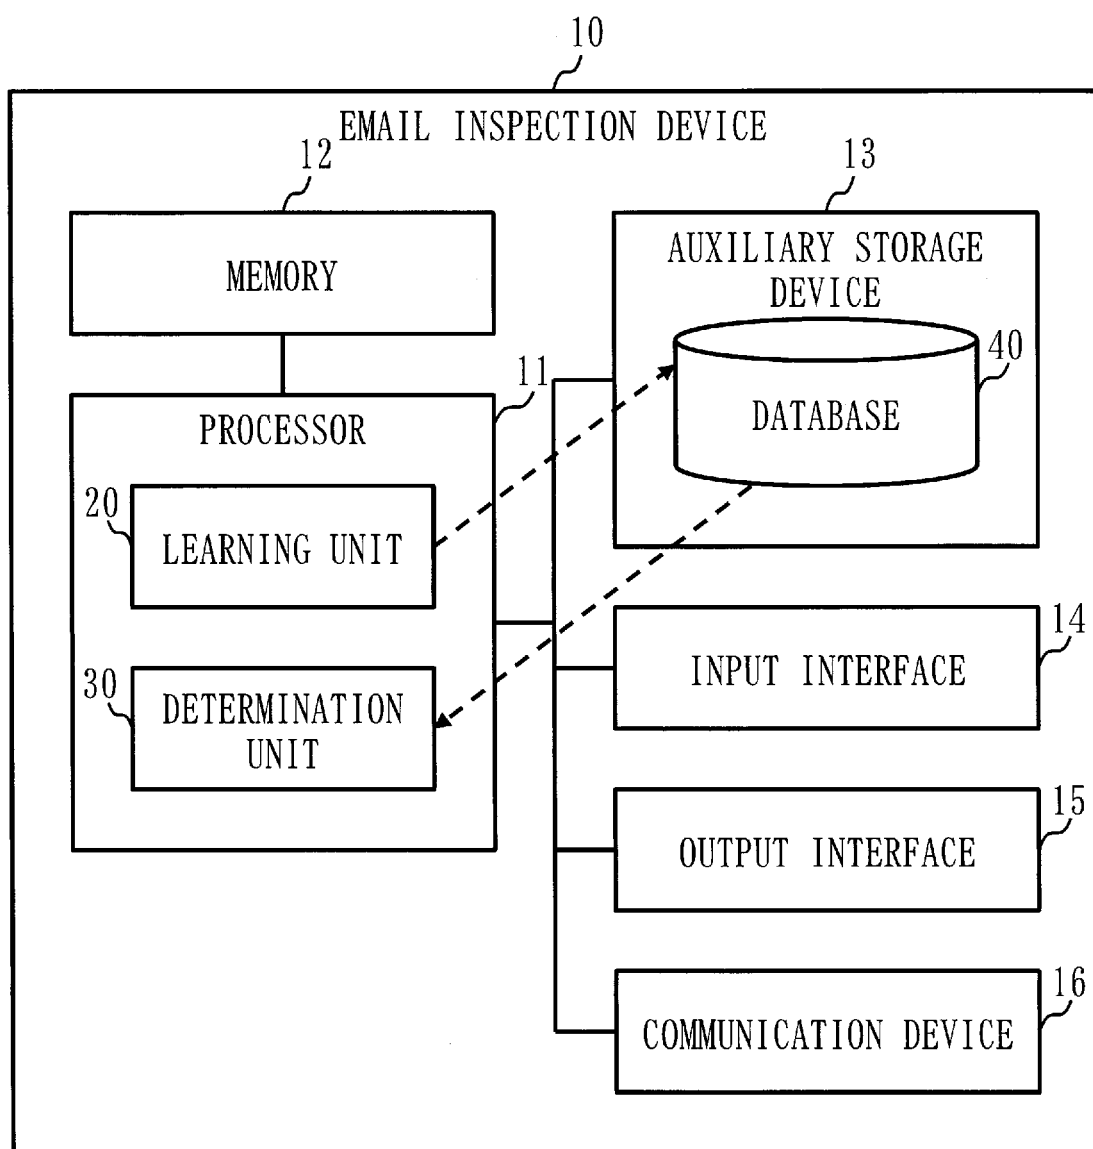 10
EMAIL INSPECTION DEVICE
12
MEMORY
11
PROCESSOR
20
LEARNING UNIT
30
DETERMINATION
UNIT
13
AUXILIARY STORAGE
DEVICE
40
DATABASE
14
INPUT INTERFACE
15
OUTPUT INTERFACE
16
COMMUNICATION DEVICE